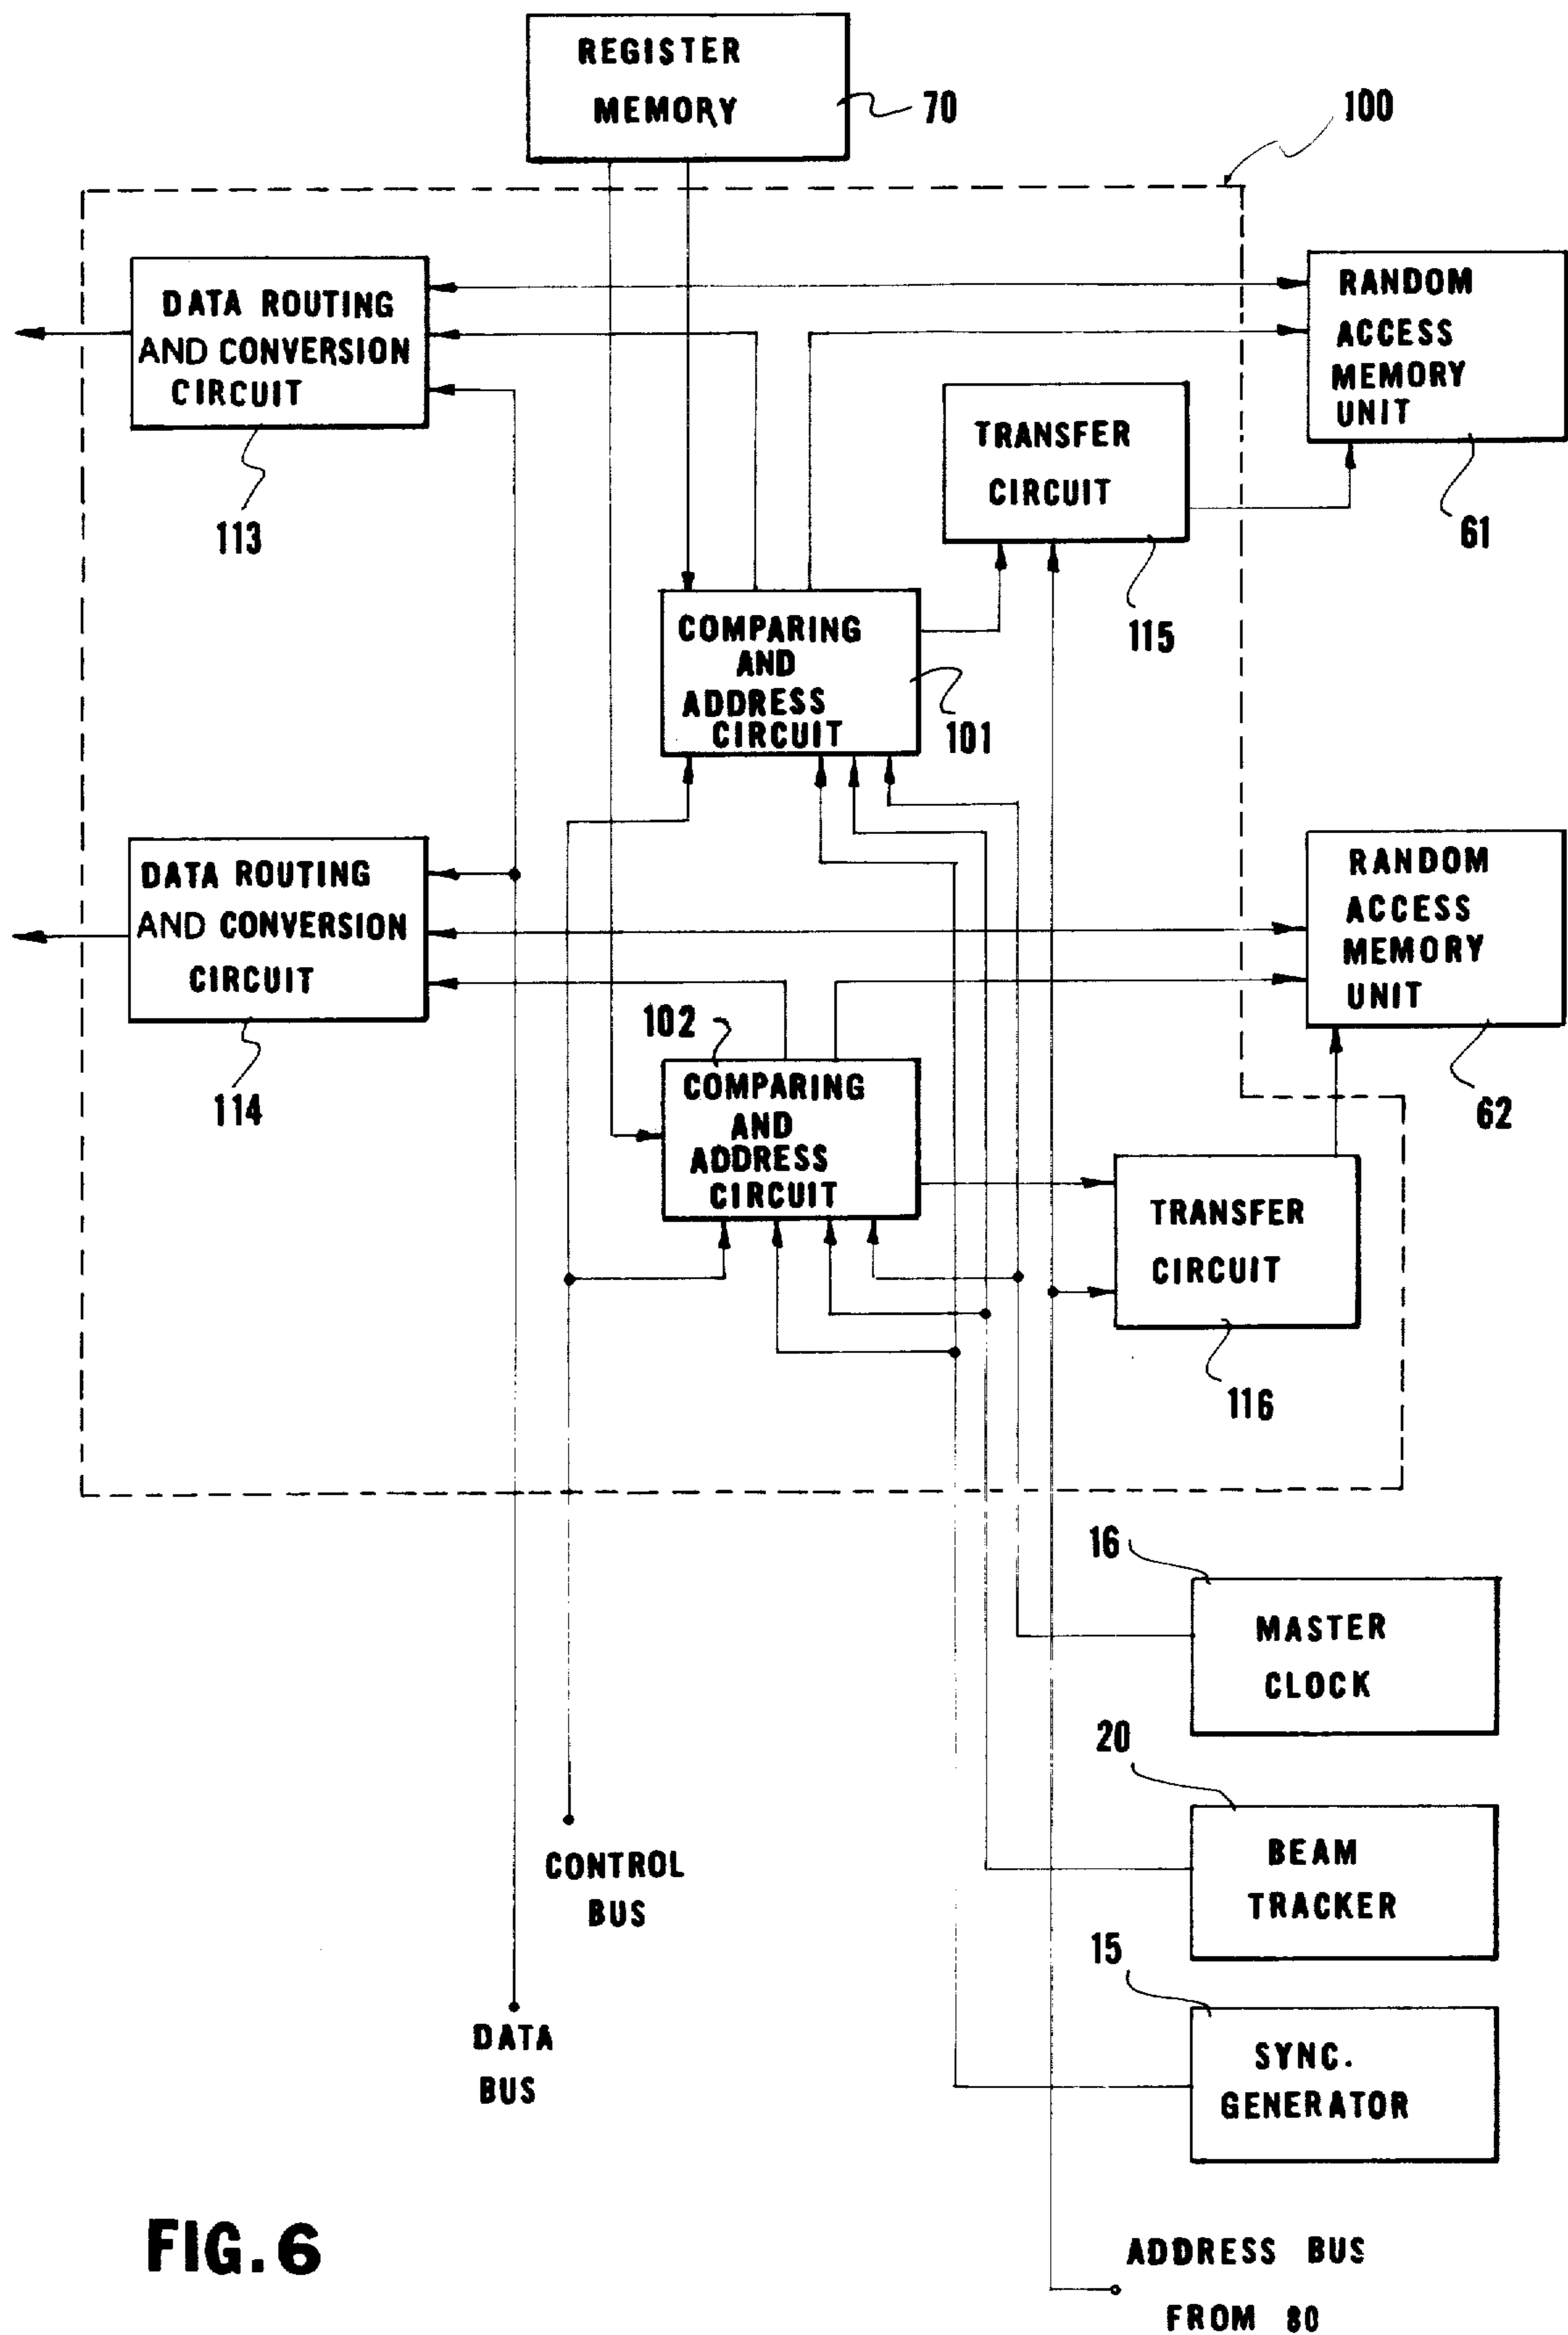 REGISTER
MEMORY
70
100
DATA ROUTING
AND CONVERSION
CIRCUIT
113
RANDOM
ACCESS
MEMORY
UNIT
61
TRANSFER
CIRCUIT
115
COMPARING
AND
ADDRESS
CIRCUIT
101
DATA ROUTING
AND CONVERSION
CIRCUIT
114
RANDOM
ACCESS
MEMORY
UNIT
62
102
COMPARING
AND
ADDRESS
CIRCUIT
TRANSFER
CIRCUIT
116
16
MASTER
CLOCK
20
BEAM
TRACKER
CONTROL
BUS
15
SYNC.
GENERATOR
DATA
BUS
FIG. 6
ADDRESS BUS
FROM 80